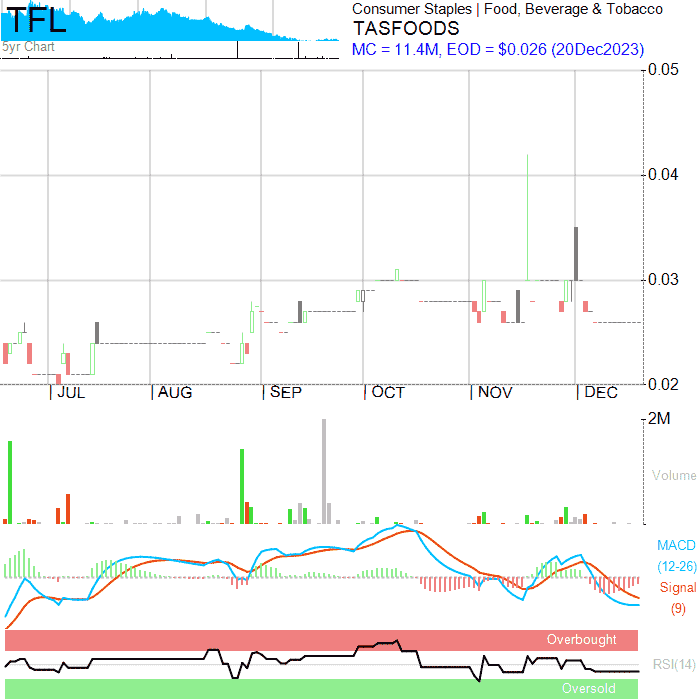 TFL
5yr Chart
Consumer Staples | Food, Beverage & Tobacco
TASFOODS
MC = 11.4M, EOD = $0.026 (20Dec2023)
0.05
0.04
0.03
0.02
JUL AUG SEP OCT NOV DEC
2M
Volume
MACD
(12-26)
Signal
(9)
Overbought
RSI(14)
Oversold